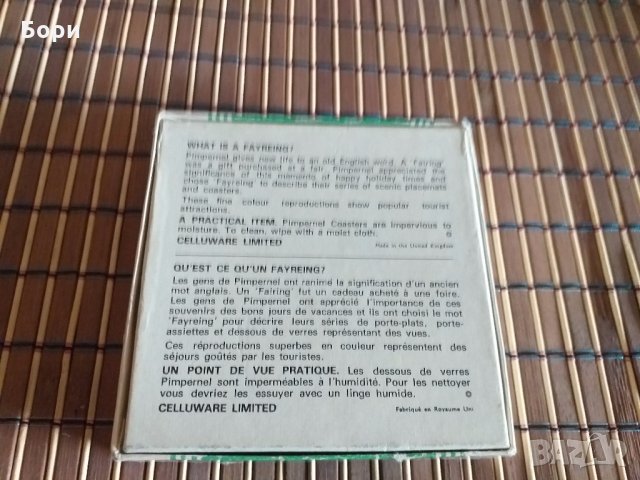 Бори
WHAT IS A FAYREING?
Pimpernel gives new life to an old English word. A 'Fairing'
was a gift purchased at a fair. Pimpernel appreciated the
significance of this memento of happy holiday times and
chose 'Fayreing' to describe their series of scenic placemats
and coasters.
These fine colour reproductions show popular tourist
attractions.
A PRACTICAL ITEM. Pimpernel Coasters are impervious to
moisture. To clean, wipe with a moist cloth.
CELLUWARE LIMITED Made in the United Kingdom
QU'EST CE QU'UN FAYREING?
Les gens de Pimpernel ont ranimé la signification d'un ancien
mot anglais. Un 'Fairing' fut un cadeau acheté à une foire.
Les gens de Pimpernel ont apprécié l'importance de ces
souvenirs des bons jours de vacances et ils ont choisi le mot
'Fayreing' pour décrire leurs séries de porte-plats, porte-
assiettes et dessous de verres représentant des vues.
Ces réproductions superbes en couleur représentent des
séjours goûtés par les touristes.
UN POINT DE VUE PRATIQUE. Les dessous de verres
Pimpernel sont imperméables à l'humidité. Pour les nettoyer
vous devriez les essuyer avec un linge humide. ©
CELLUWARE LIMITED Fabriqué en Royaume Uni
BAZAR